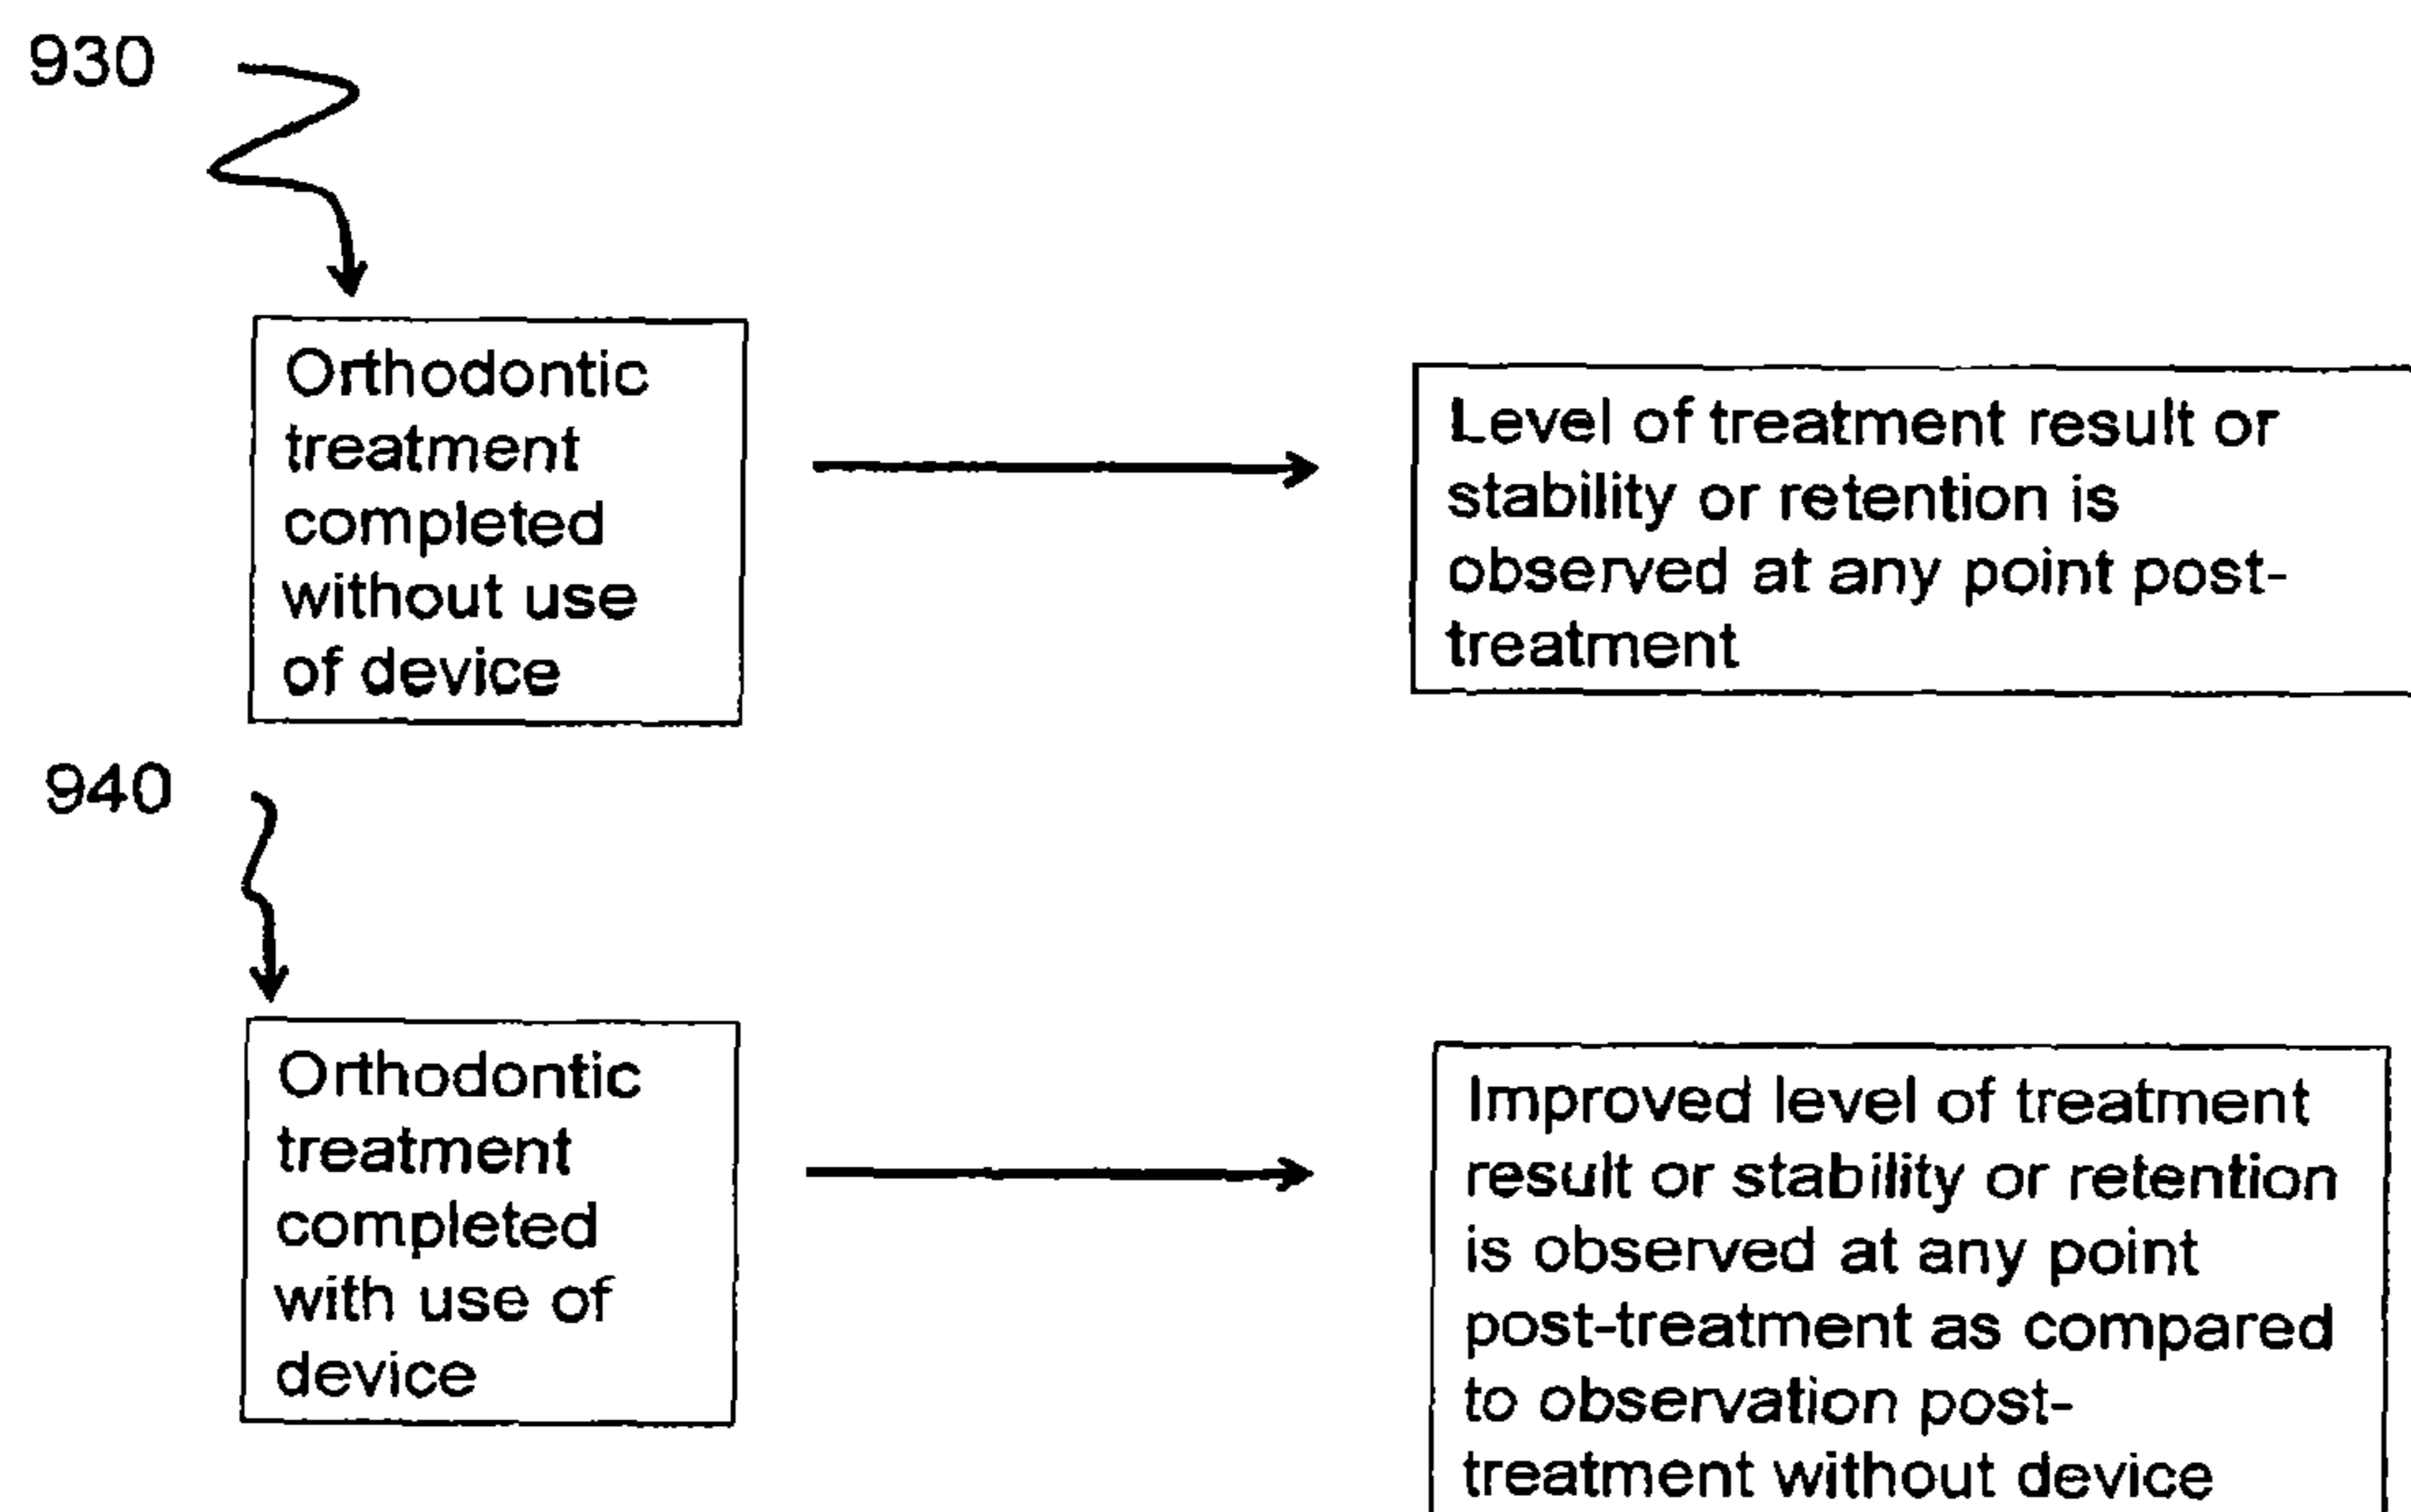 930
Orthodontic
treatment
completed
without use
of device
Level of treatment result or
stability or retention is
observed at any point post-
treatment
940
Orthodontic
treatment
completed
with use of
device
Improved level of treatment
result or stability or retention
is observed at any point
post-treatment as compared
to observation post-
treatment without device